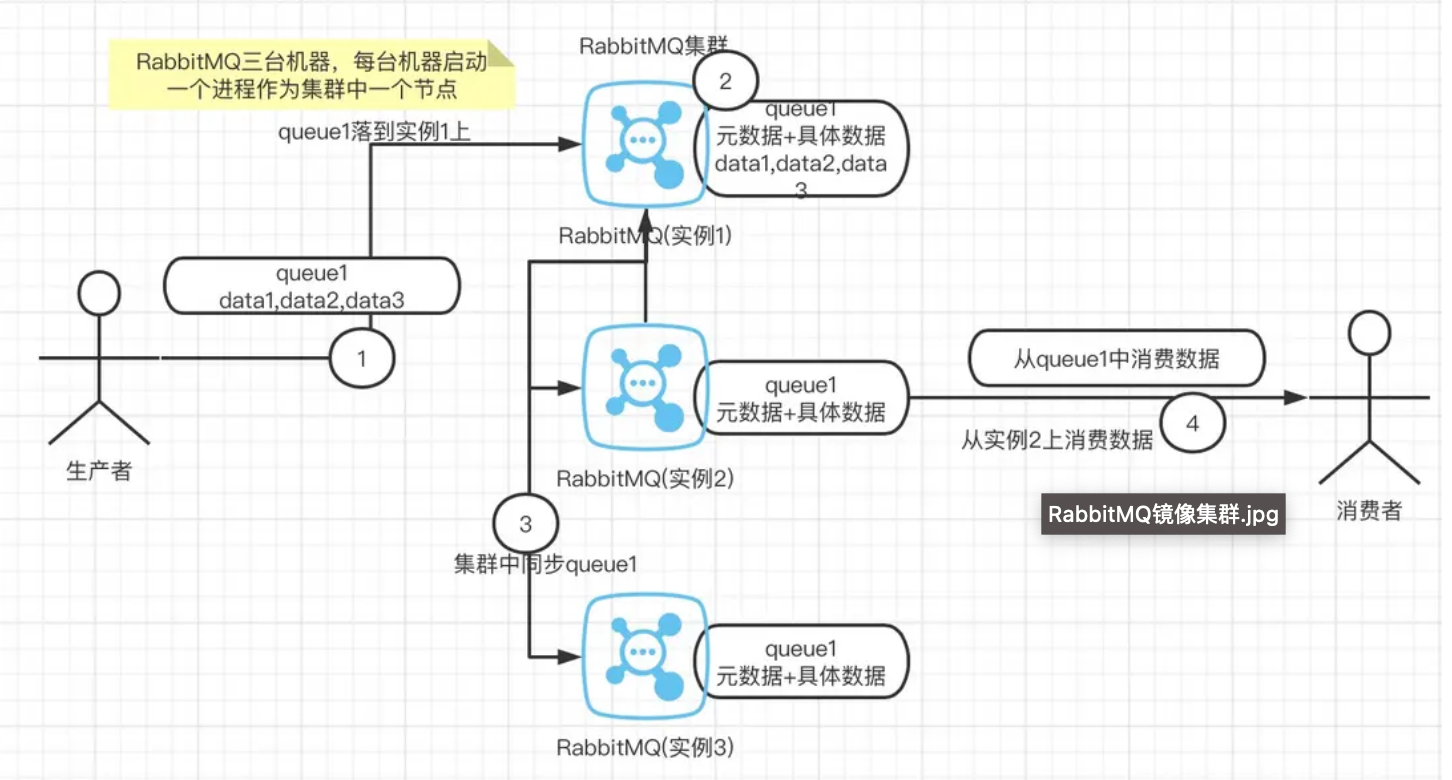 RabbitMQ三台机器，每台机器启动
一个进程作为集群中一个节点
RabbitMQ集群
2
queue1落到实例1上
queue1
元数据+具体数据
data1,data2,data
3
RabbitMQ(实例1)
queue1
data1,data2,data3
1
生产者
queue1
元数据+具体数据
RabbitMQ(实例2)
从queue1中消费数据
4
从实例2上消费数据
消费者
RabbitMQ镜像集群.jpg
3
集群中同步queue1
queue1
元数据+具体数据
RabbitMQ(实例3)